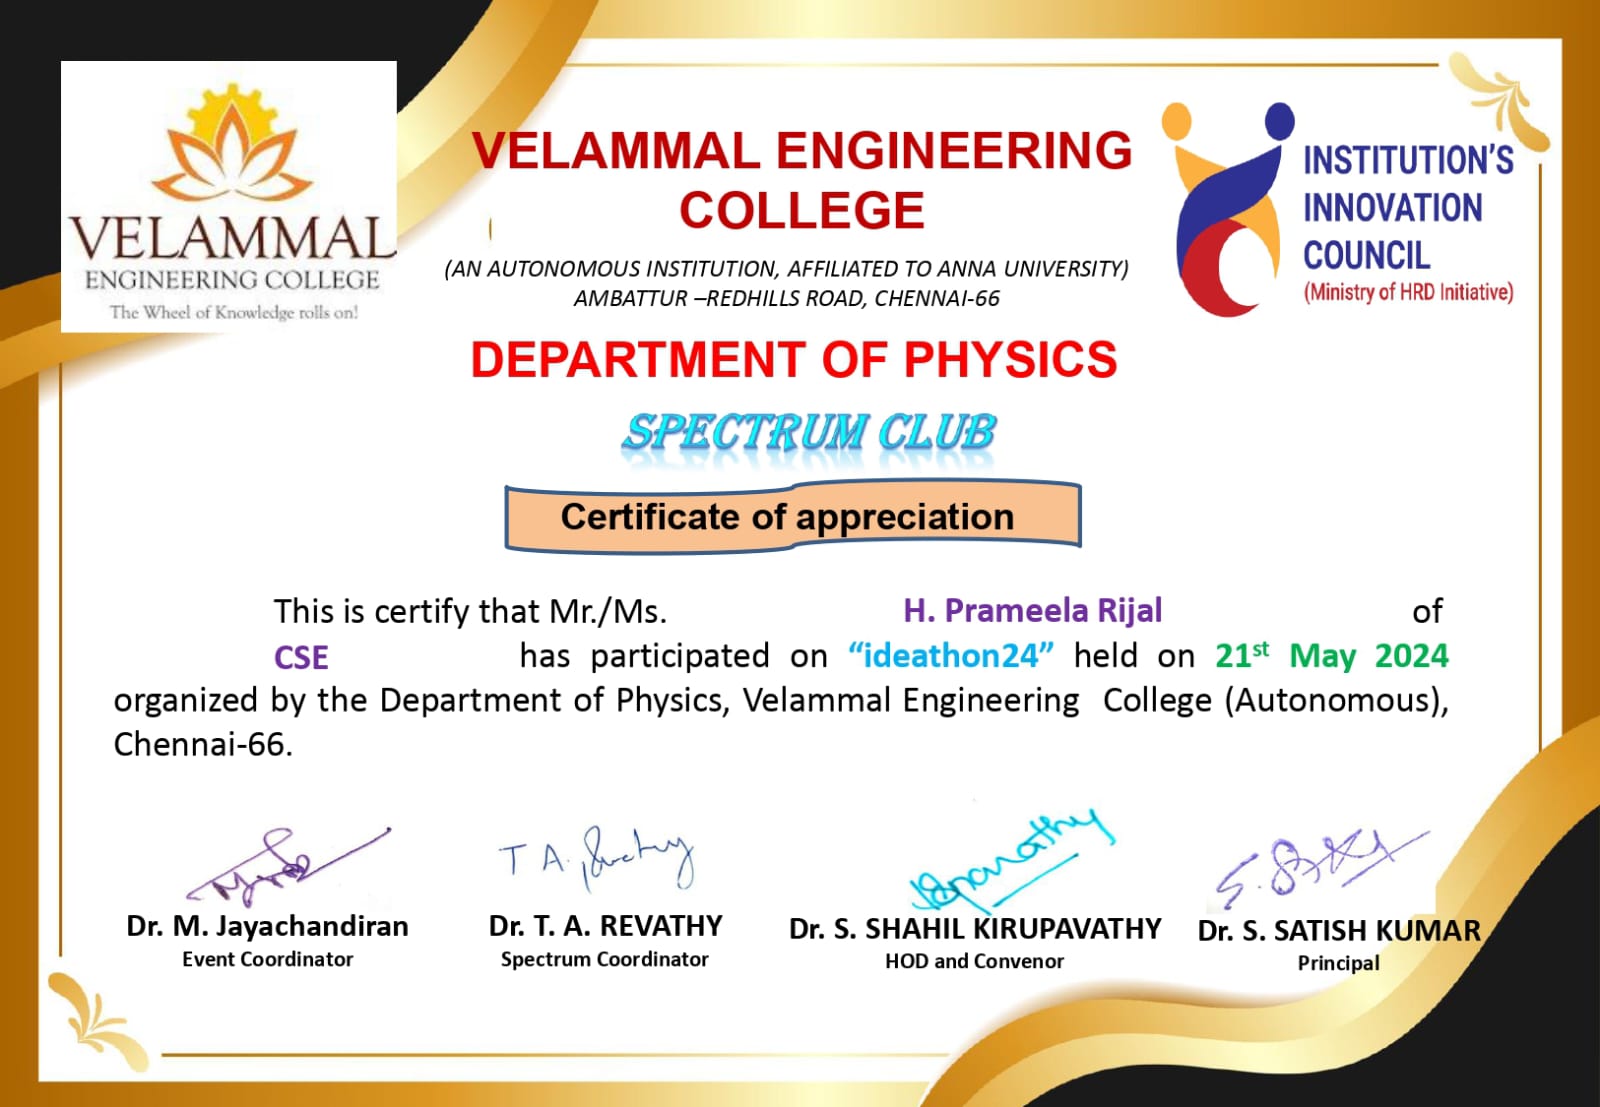 VELAMMAL
ENGINEERING COLLEGE
The Wheel of Knowledge rolls on!
VELAMMAL ENGINEERING
COLLEGE
(AN AUTONOMOUS INSTITUTION, AFFILIATED TO ANNA UNIVERSITY)
AMBATTUR –REDHILLS ROAD, CHENNAI-66
INSTITUTION'S
INNOVATION
COUNCIL
(Ministry of HRD Initiative)
DEPARTMENT OF PHYSICS
SPECTRUM CLUB
Certificate of appreciation
This is certify that Mr./Ms. H. Prameela Rijal of
CSE has participated on “ideathon24” held on 21st May 2024
organized by the Department of Physics, Velammal Engineering College (Autonomous),
Chennai-66.
T A. Revathy
Dr. M. Jayachandiran
Event Coordinator
Dr. T. A. REVATHY
Spectrum Coordinator
Dr. S. SHAHIL KIRUPAVATHY
HOD and Convenor
Dr. S. SATISH KUMAR
Principal